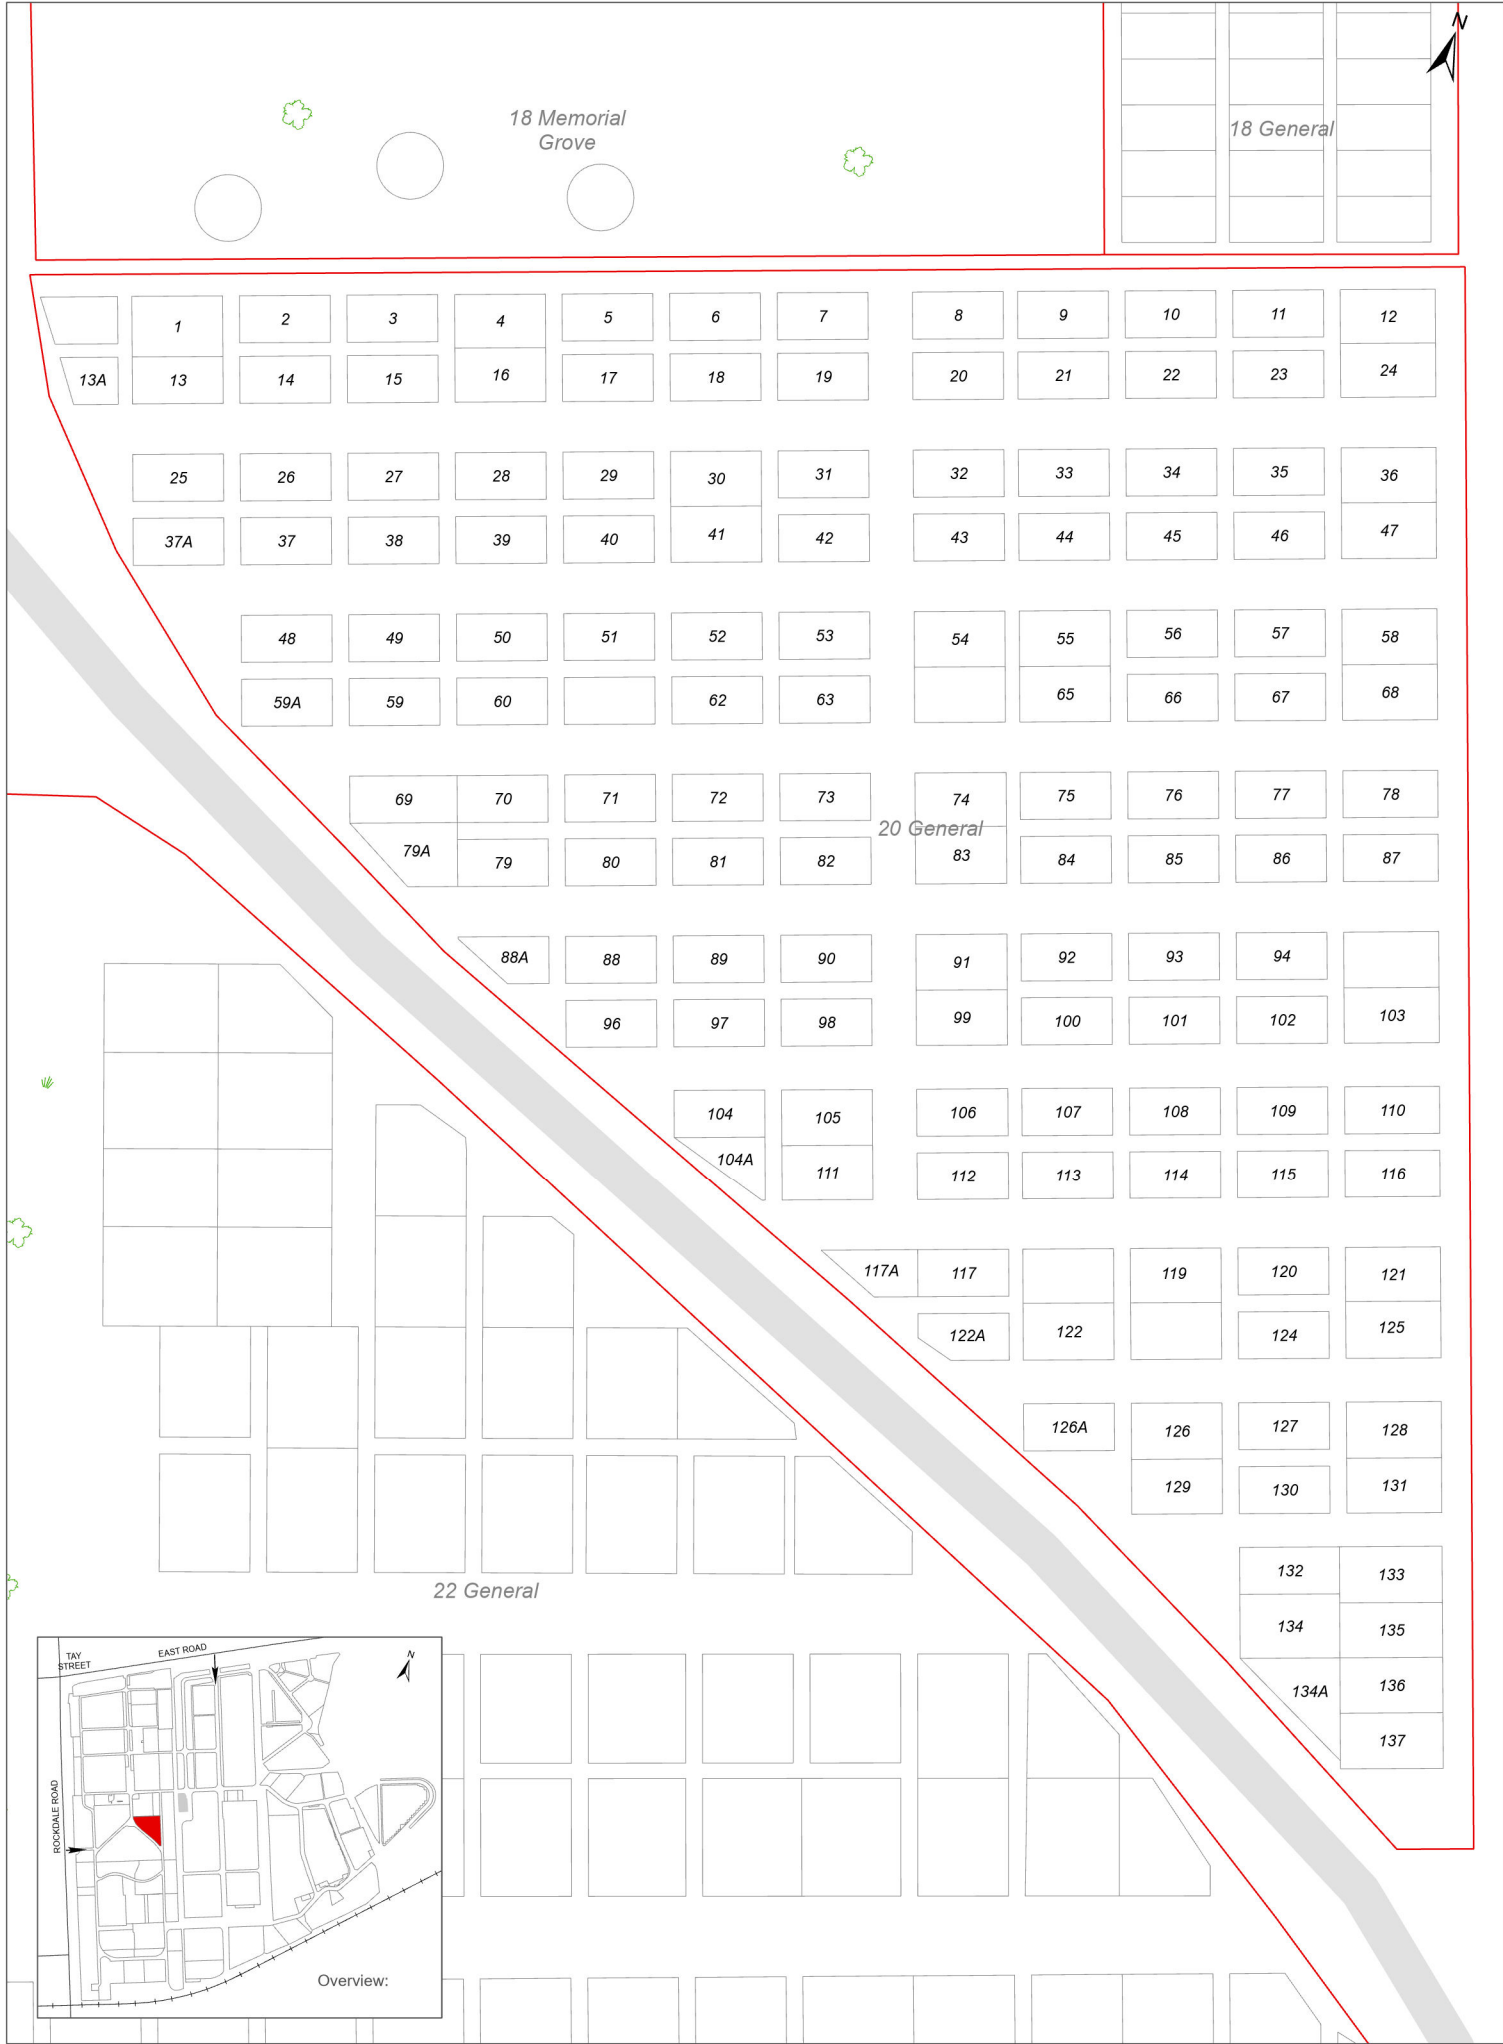 N
18 Memorial
Grove
18 General
1 2 3 4 5 6 7 8 9 10 11 12
13A 13 14 15 16 17 18 19 20 21 22 23 24
25 26 27 28 29 30 31 32 33 34 35 36
37A 37 38 39 40 41 42 43 44 45 46 47
48 49 50 51 52 53 54 55 56 57 58
59A 59 60 62 63 65 66 67 68
69 70 71 72 73 74 75 76 77 78
20 General
79A 79 80 81 82 83 84 85 86 87
88A 88 89 90 91 92 93 94
96 97 98 99 100 101 102 103
104 105 106 107 108 109 110
104A 111 112 113 114 115 116
117A 117 119 120 121
122A 122 124 125
126A 126 127 128
129 130 131
132 133
134 135
134A 136
137
22 General
TAY
STREET
EAST ROAD
N
ROCKDALE ROAD
Overview: